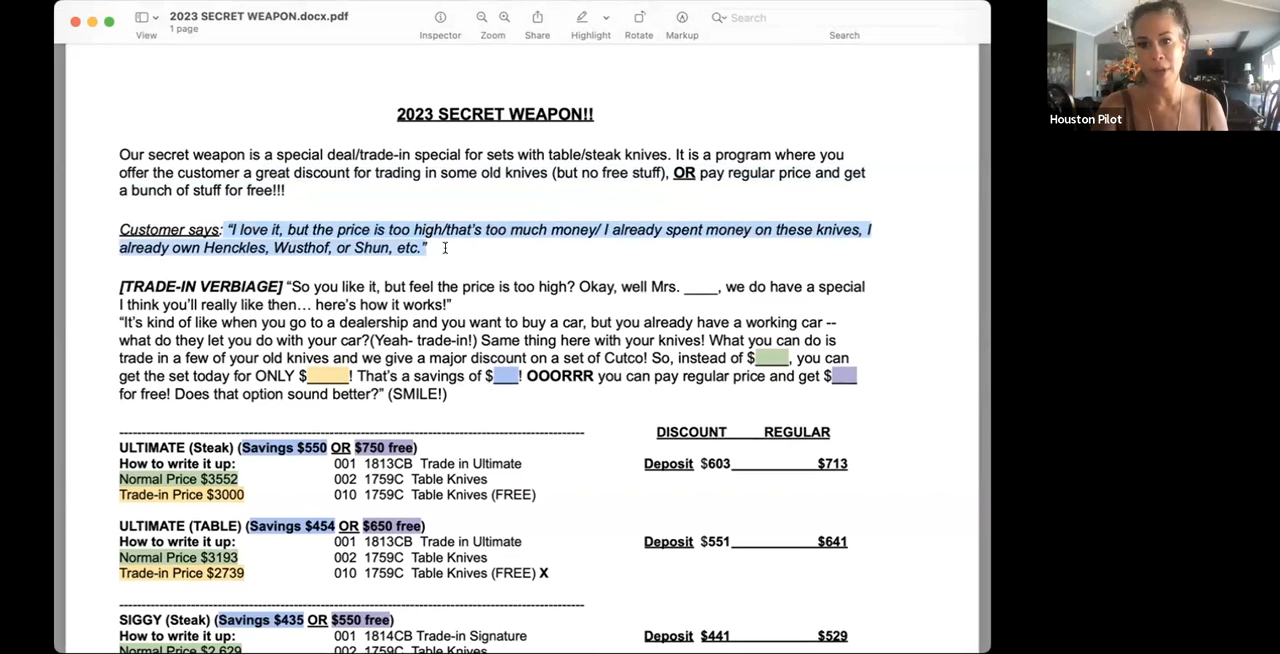 2023 SECRET WEAPON.docx.pdf
1 page
View
Inspector
Zoom
Share
Highlight
Rotate
Markup
Search
Search
Houston Pilot
2023 SECRET WEAPON!!
Our secret weapon is a special deal/trade-in special for sets with table/steak knives. It is a program where you
offer the customer a great discount for trading in some old knives (but no free stuff), OR pay regular price and get
a bunch of stuff for free!!!
Customer says: “I love it, but the price is too high/that’s too much money/ I already spent money on these knives, I
already own Henckles, Wusthof, or Shun, etc.”
[TRADE-IN VERBIAGE] “So you like it, but feel the price is too high? Okay, well Mrs. ____, we do have a special
I think you’ll really like then… here’s how it works!”
“It’s kind of like when you go to a dealership and you want to buy a car, but you already have a working car --
what do they let you do with your car?(Yeah- trade-in!) Same thing here with your knives! What you can do is
trade in a few of your old knives and we give a major discount on a set of Cutco! So, instead of $____, you can
get the set today for ONLY $_____! That’s a savings of $___! OOORRR you can pay regular price and get $___
for free! Does that option sound better?” (SMILE!)
DISCOUNT REGULAR
ULTIMATE (Steak) (Savings $550 OR $750 free)
How to write it up: 001 1813CB Trade in Ultimate Deposit $603 $713
Normal Price $3552 002 1759C Table Knives
Trade-in Price $3000 010 1759C Table Knives (FREE)
ULTIMATE (TABLE) (Savings $454 OR $650 free)
How to write it up: 001 1813CB Trade in Ultimate Deposit $551 $641
Normal Price $3193 002 1759C Table Knives
Trade-in Price $2739 010 1759C Table Knives (FREE) X
SIGGY (Steak) (Savings $435 OR $550 free)
How to write it up: 001 1814CB Trade-in Signature Deposit $441 $529
Normal Price $2,629 002 1759C Table Knives